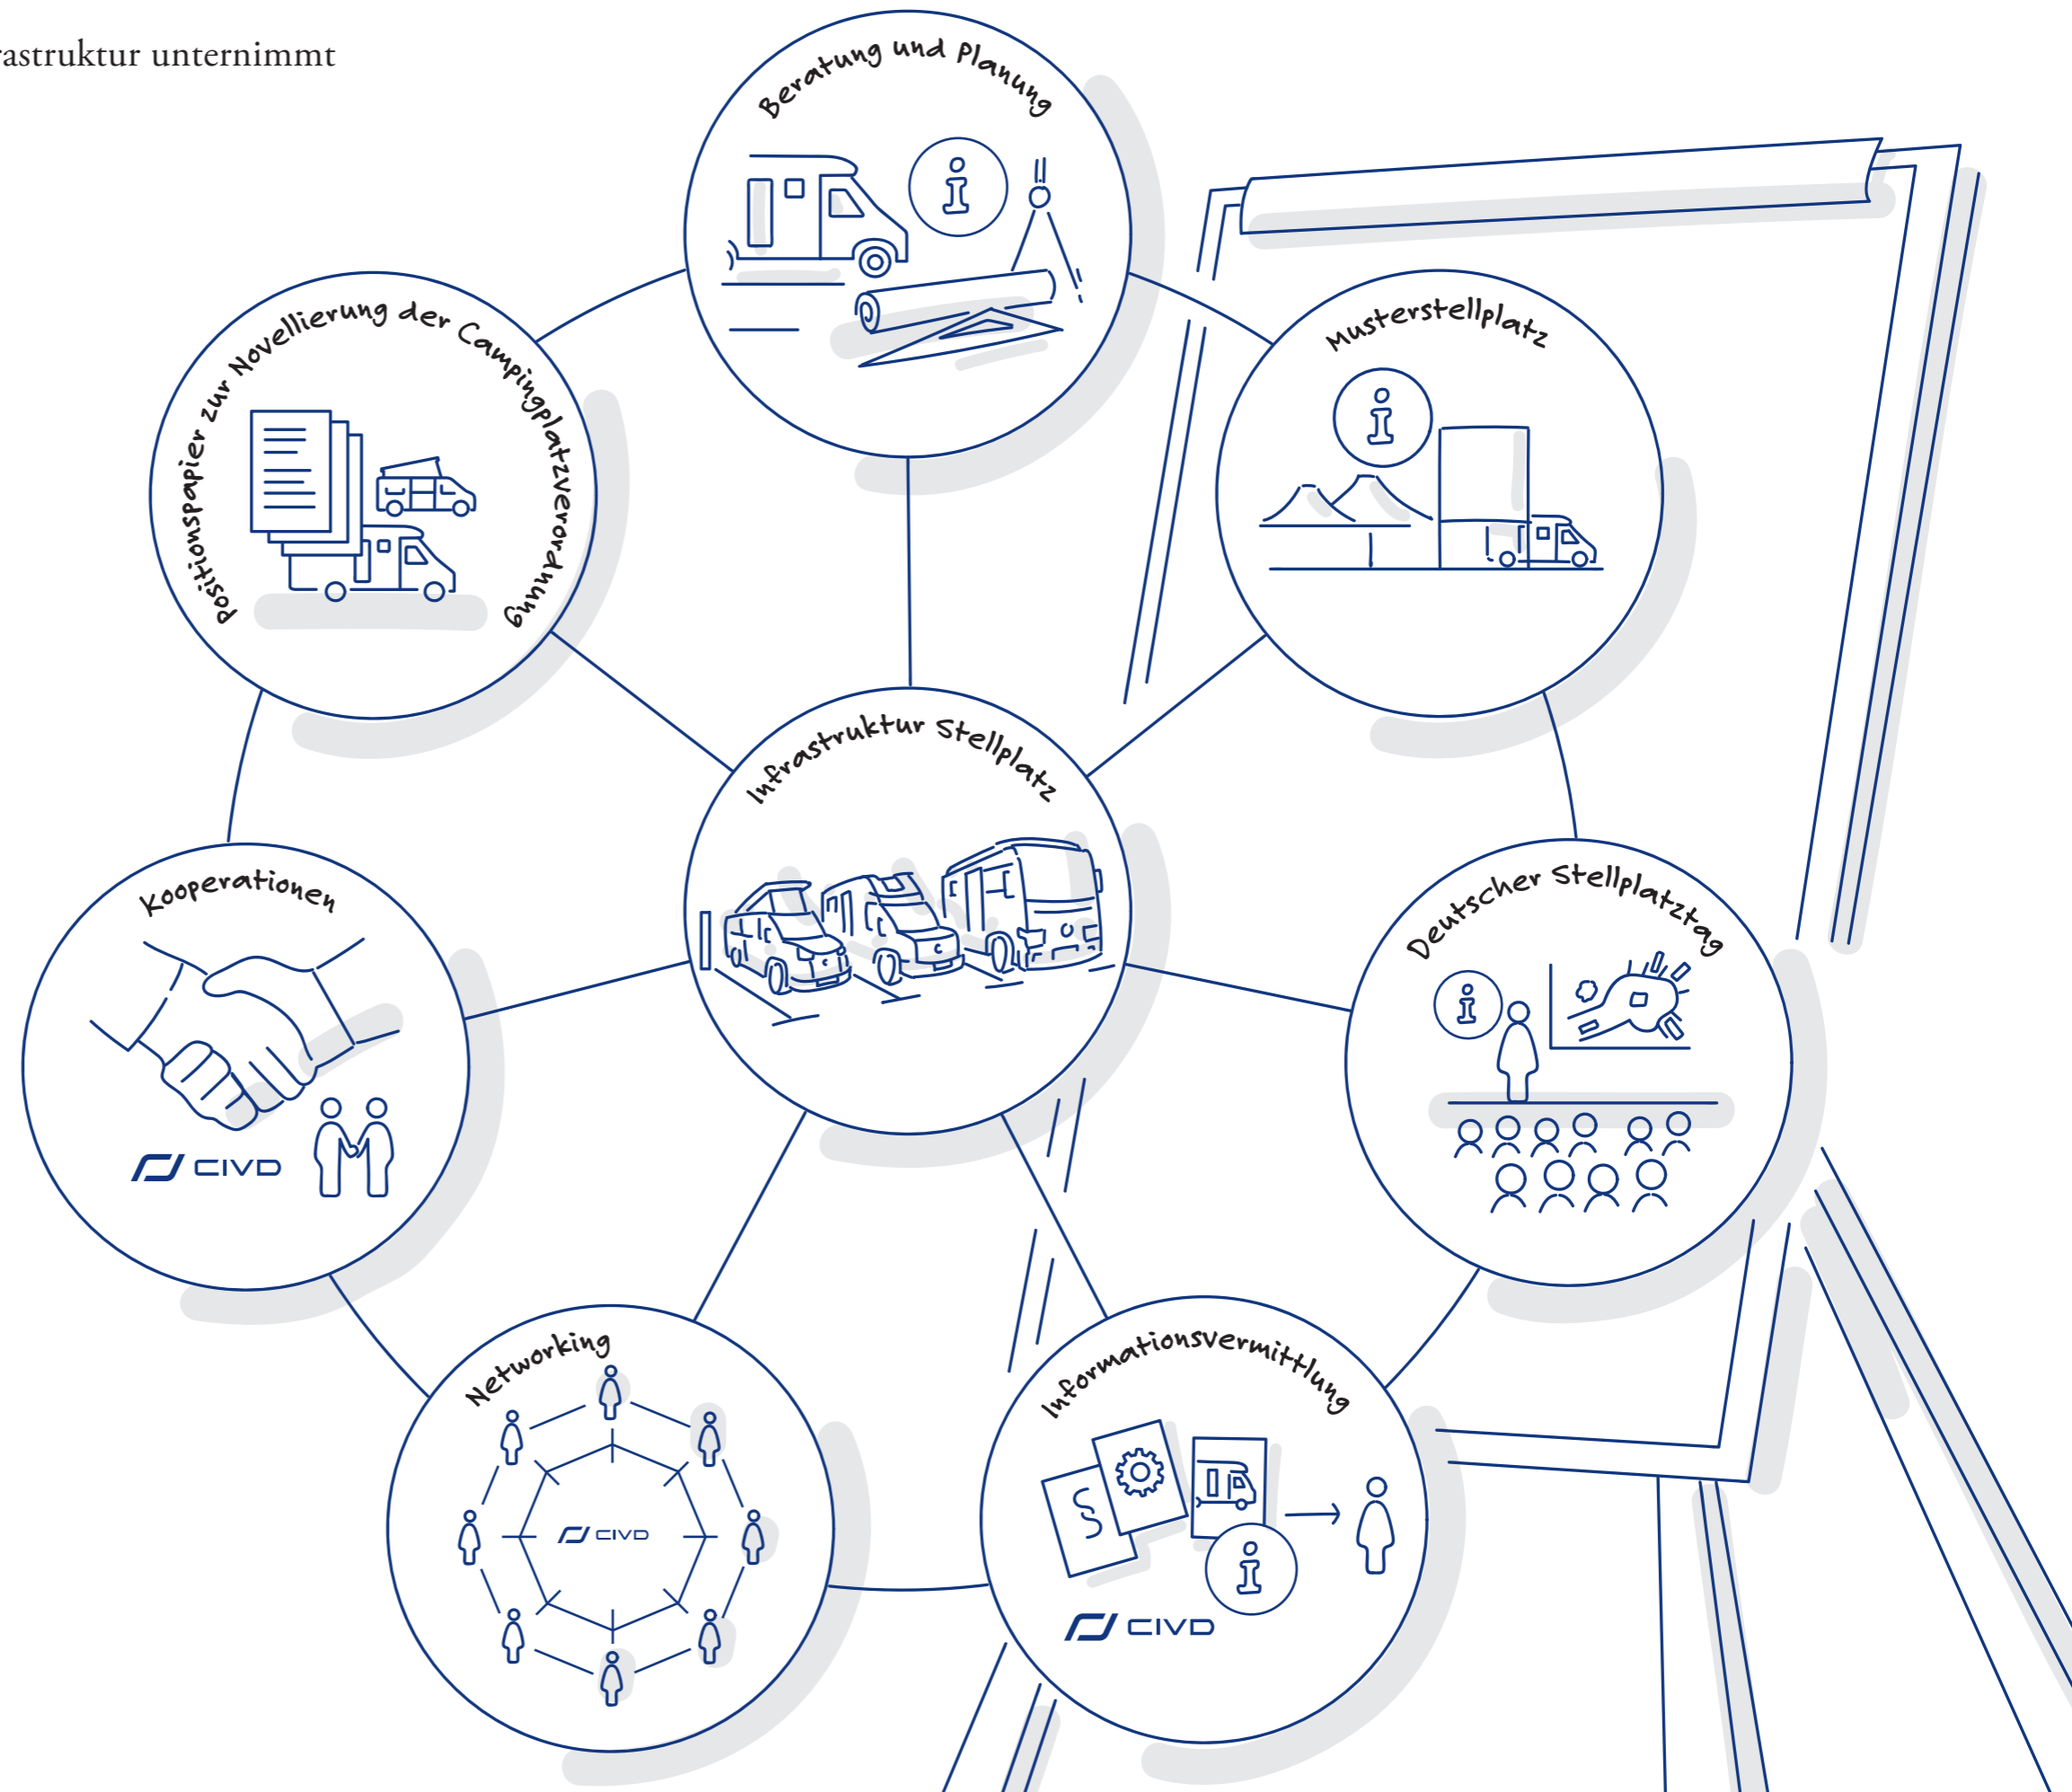 rastruktur unternimmt
Beratung und Planung
Positionspapier zur Novellierung der Campingplatzverordnung
Musterstellplatz
Infrastruktur Stellplatz
Kooperationen
CIVD
Deutscher Stellplatztag
Networking
CIVD
Informationsvermittlung
§
CIVD